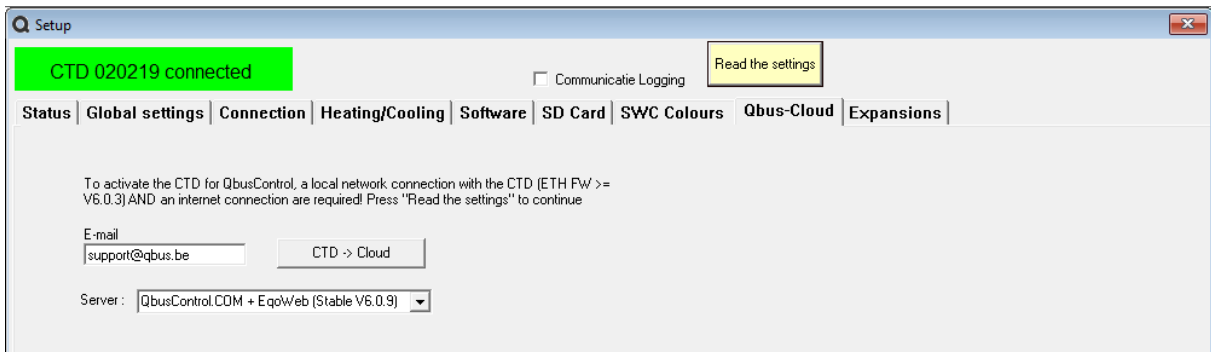 Setup
CTD 020219 connected
Communicatie Logging
Read the settings
Status
Global settings
Connection
Heating/Cooling
Software
SD Card
SWC Colours
Qbus-Cloud
Expansions
To activate the CTD for QbusControl, a local network connection with the CTD (ETH FW >=
V6.0.3) AND an internet connection are required! Press "Read the settings" to continue
E-mail
support@qbus.be
CTD -> Cloud
Server :
QbusControl.COM + EqoWeb (Stable V6.0.9)